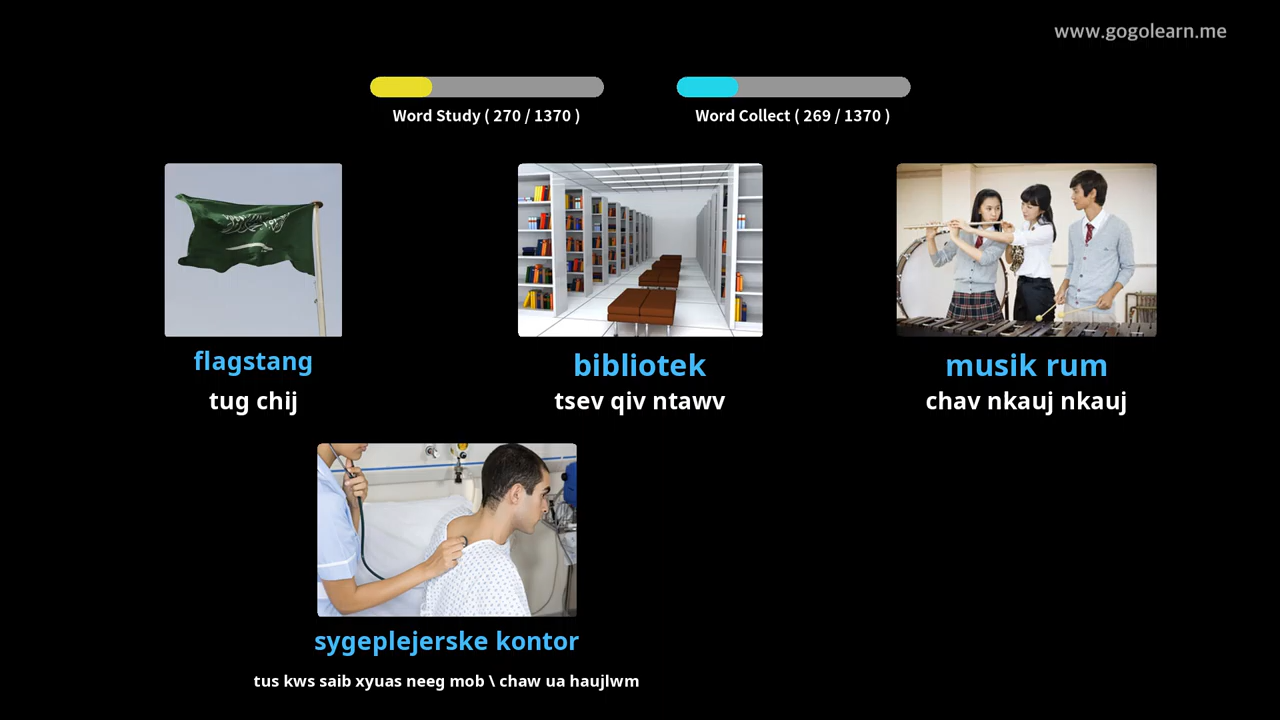 www.gogolearn.me
Word Study ( 270 / 1370 )
Word Collect ( 269 / 1370 )
flagstang
tug chij
bibliotek
tsev qiv ntawv
musik rum
chav nkauj nkauj
sygeplejerske kontor
tus kws saib xyuas neeg mob \ chaw ua haujlwm